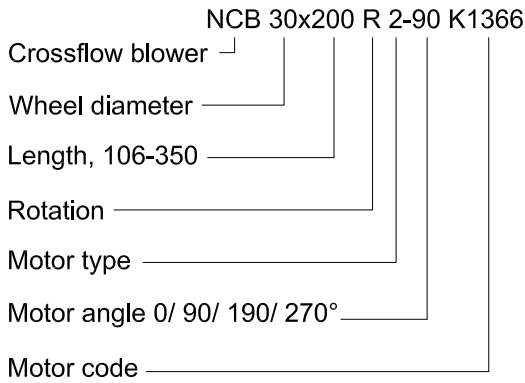 NCB 30x200 R 2-90 K1366
Crossflow blower
Wheel diameter
Length, 106-350
Rotation
Motor type
Motor angle 0/ 90/ 190/ 270°
Motor code